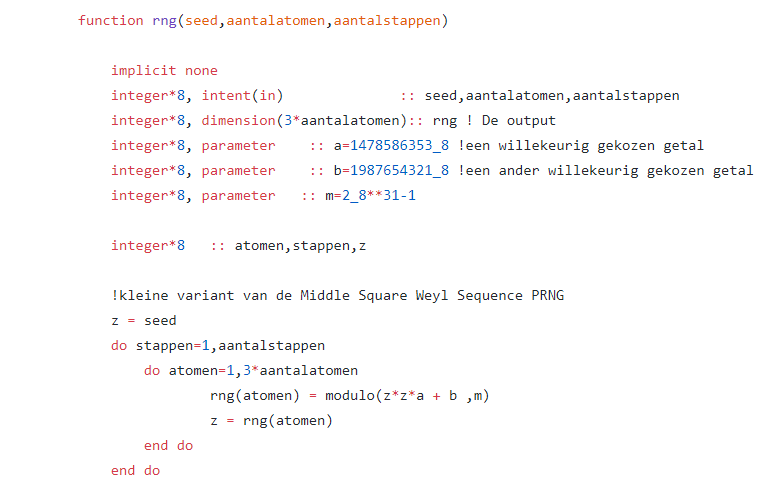 function rng(seed,aantalatomen,aantalstappen)
implicit none
integer*8, intent(in) :: seed,aantalatomen,aantalstappen
integer*8, dimension(3*aantalatomen):: rng ! De output
integer*8, parameter :: a=1478586353_8 !een willekeurig gekozen getal
integer*8, parameter :: b=1987654321_8 !een ander willekeurig gekozen getal
integer*8, parameter :: m=2_8**31-1
integer*8 :: atomen,stappen,z
!kleine variant van de Middle Square Weyl Sequence PRNG
z = seed
do stappen=1,aantalstappen
do atomen=1,3*aantalatomen
rng(atomen) = modulo(z*z*a + b ,m)
z = rng(atomen)
end do
end do